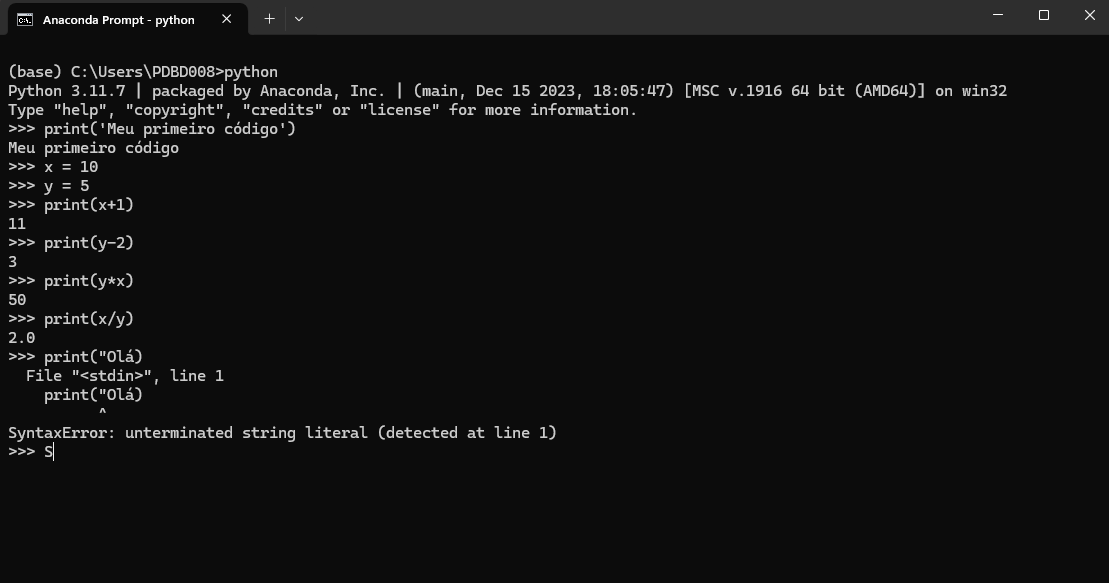 Anaconda Prompt - python
(base) C:\Users\PDBD008>python
Python 3.11.7 | packaged by Anaconda, Inc. | (main, Dec 15 2023, 18:05:47) [MSC v.1916 64 bit (AMD64)] on win32
Type "help", "copyright", "credits" or "license" for more information.
>>> print('Meu primeiro código')
Meu primeiro código
>>> x = 10
>>> y = 5
>>> print(x+1)
11
>>> print(y-2)
3
>>> print(y*x)
50
>>> print(x/y)
2.0
>>> print("Olá)
  File "<stdin>", line 1
    print("Olá)
          ^
SyntaxError: unterminated string literal (detected at line 1)
>>> S